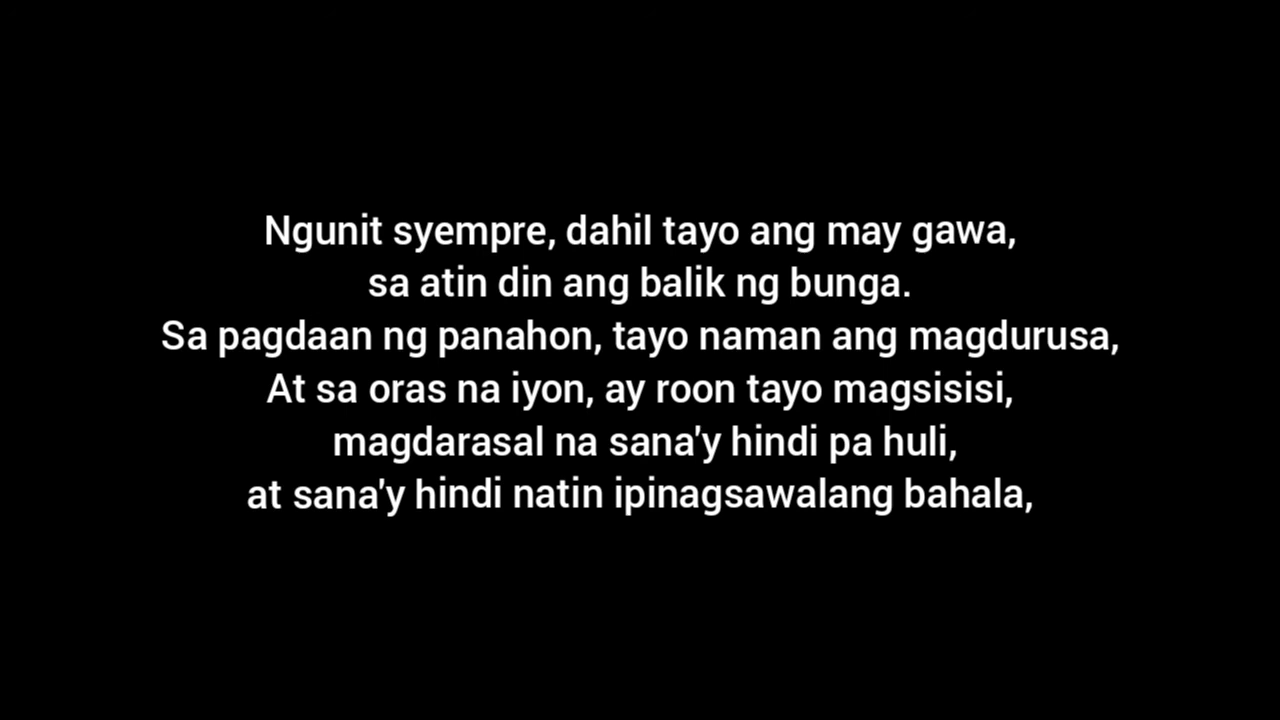 Ngunit syempre, dahil tayo ang may gawa,
sa atin din ang balik ng bunga.
Sa pagdaan ng panahon, tayo naman ang magdurusa,
At sa oras na iyon, ay roon tayo magsisisi,
magdarasal na sana'y hindi pa huli,
at sana'y hindi natin ipinagsawalang bahala,